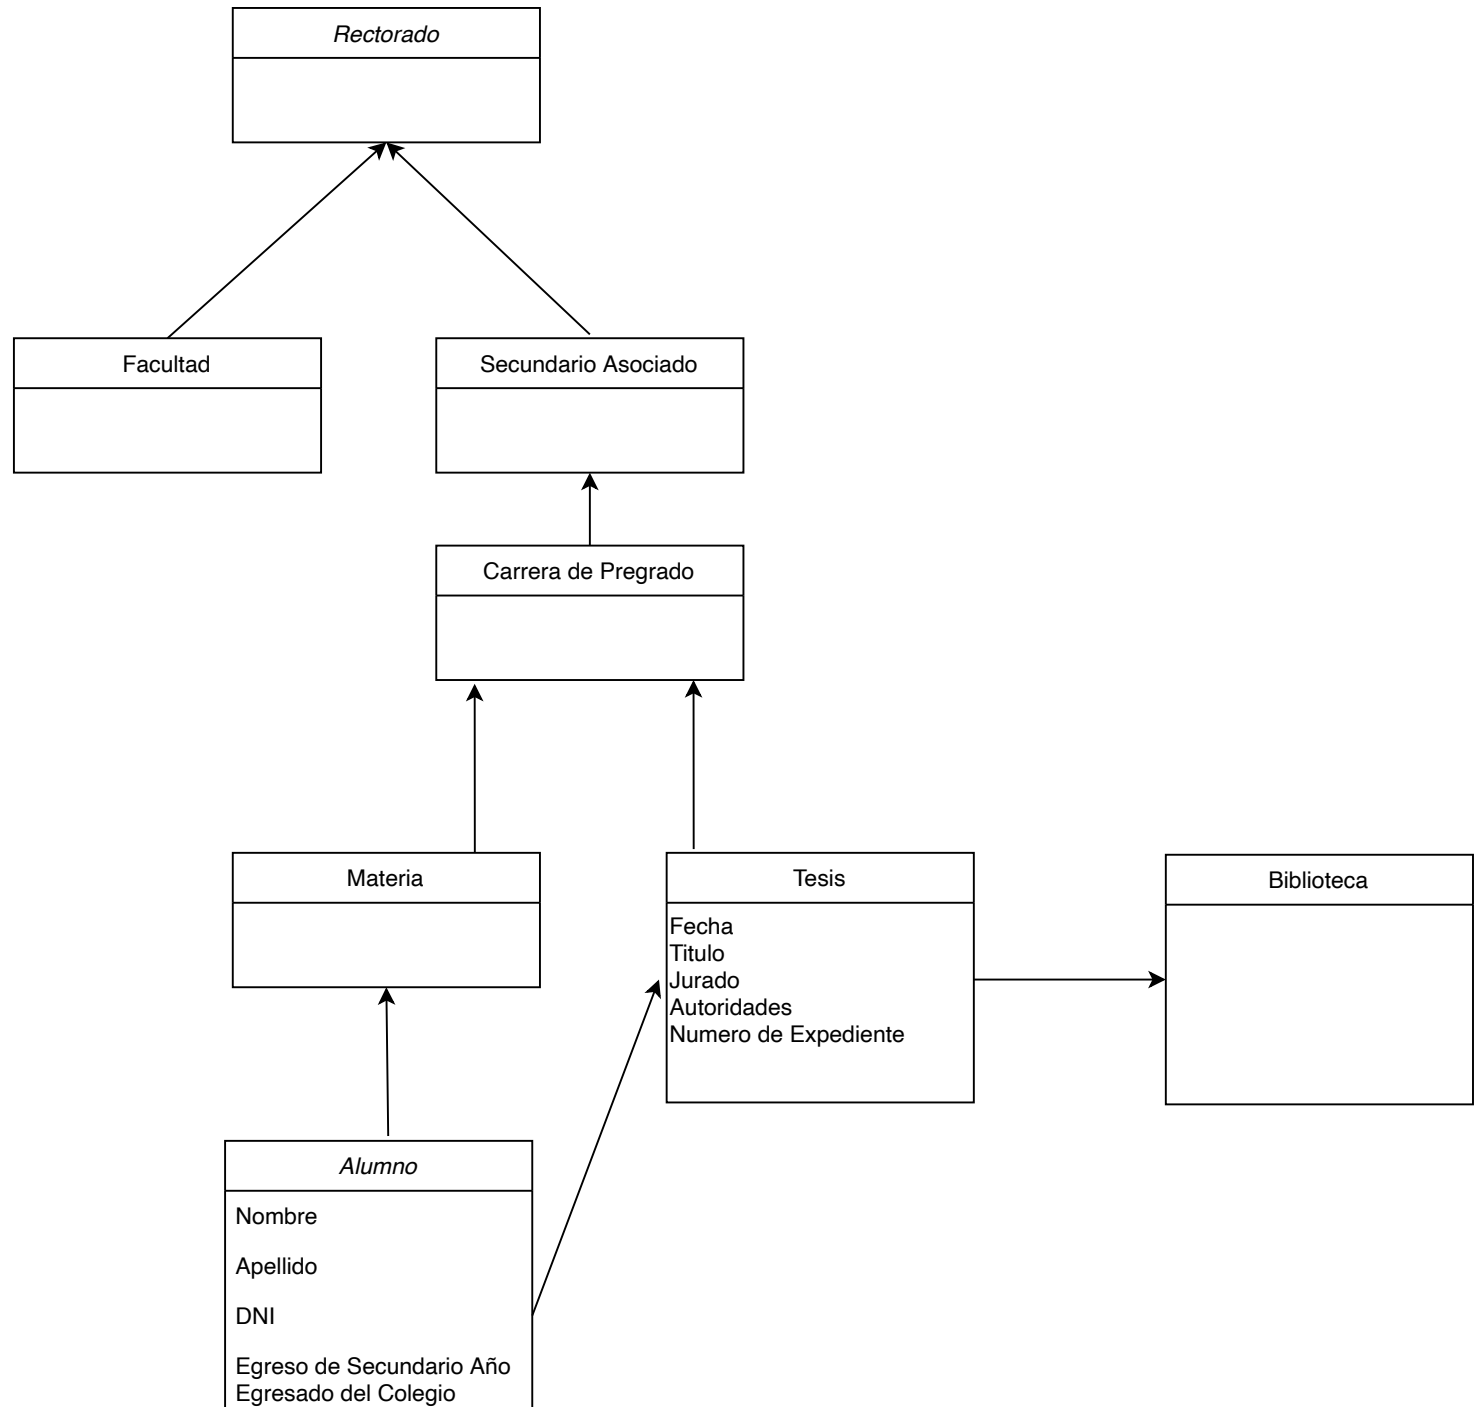 Rectorado
Facultad
Secundario Asociado
Carrera de Pregrado
Materia
Tesis
Fecha
Titulo
Jurado
Autoridades
Numero de Expediente
Biblioteca
Alumno
Nombre
Apellido
DNI
Egreso de Secundario Año
Egresado del Colegio